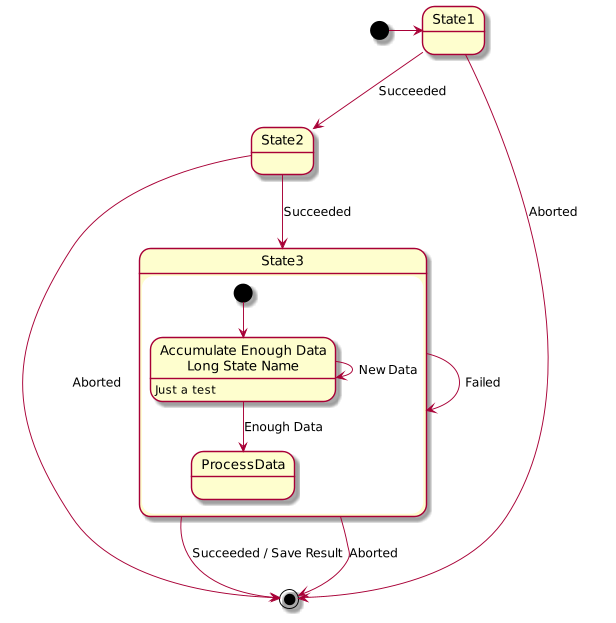 State1
Succeeded
State2
Succeeded
Aborted
State3
Accumulate Enough Data
Long State Name
Just a test
New Data
Failed
Aborted
Enough Data
ProcessData
Succeeded / Save Result
Aborted